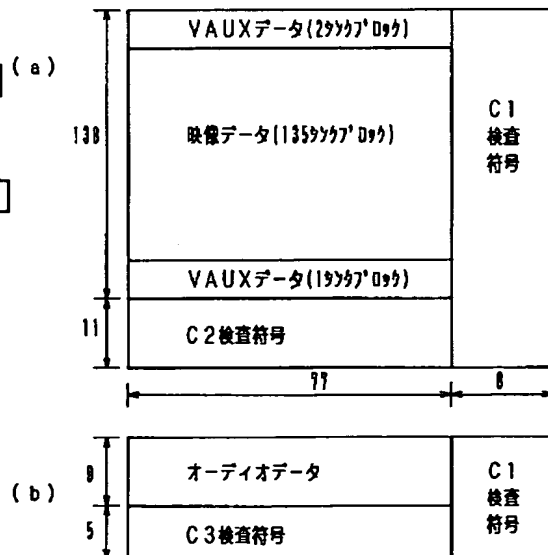 VAUXデータ(2タンクブロック)
(a)
138
映像データ(135タンクブロック)
C1
検査
符号
VAUXデータ(1タンクブロック)
11
C2検査符号
77
8
(b)
9
オーディオデータ
C1
検査
符号
5
C3検査符号